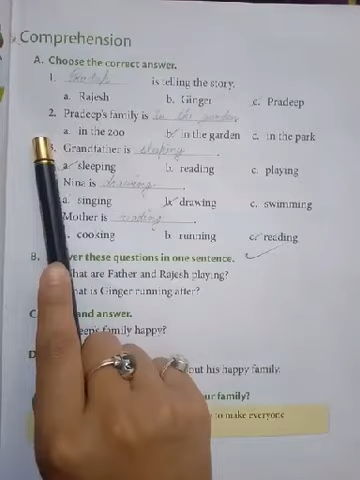 Comprehension
A. Choose the correct answer.
1. Pradeep is telling the story.
a. Rajesh b. Ginger c. Pradeep
2. Pradeep's family is in the garden
a. in the zoo b. in the garden c. in the park
3. Grandfather is sleeping.
a. sleeping b. reading c. playing
Nina is drawing.
a. singing b. drawing c. swimming
Mother is reading.
cooking b. running c. reading
B. ver these questions in one sentence.
hat are Father and Rajesh playing?
hat is Ginger running after?
C. and answer.
eep's family happy?
D
out his happy family.
ur family?
to make everyone